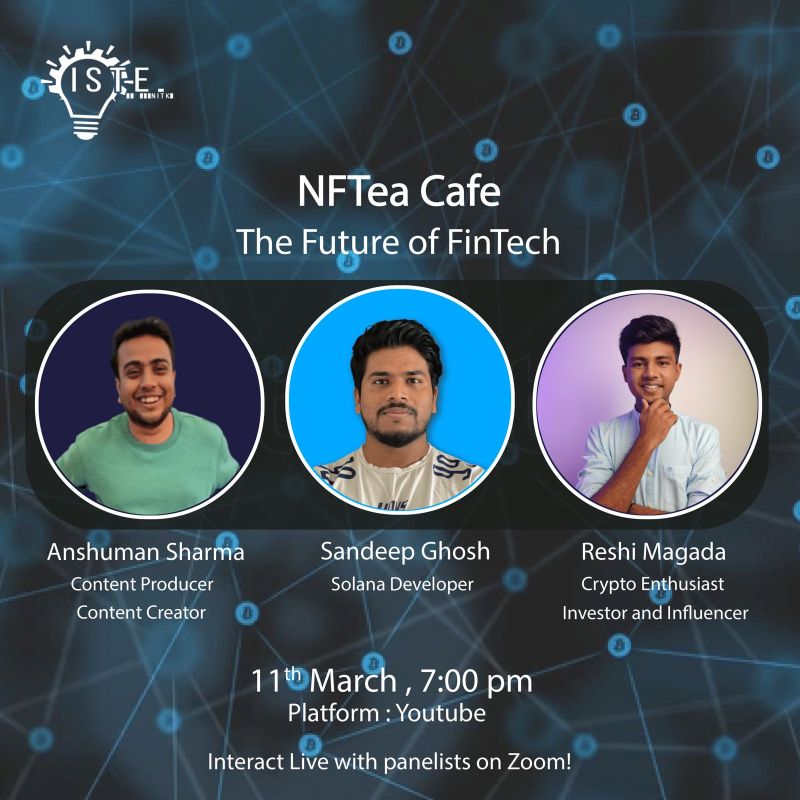 ISTE
NITK
NFTea Cafe
The Future of FinTech
Anshuman Sharma
Content Producer
Content Creator
Sandeep Ghosh
Solana Developer
Reshi Magada
Crypto Enthusiast
Investor and Influencer
11th March , 7:00 pm
Platform : Youtube
Interact Live with panelists on Zoom!